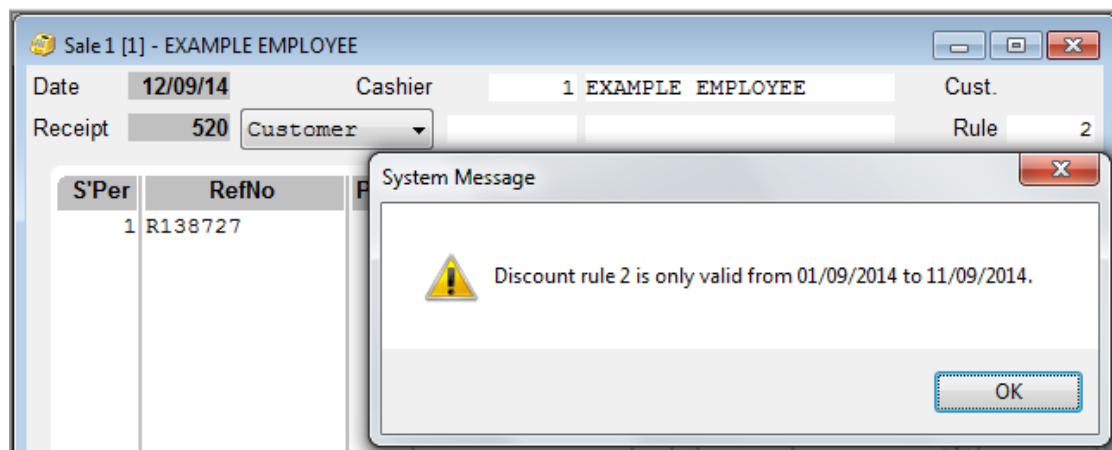 Sale 1 [1] - EXAMPLE EMPLOYEE
Date 12/09/14 Cashier 1 EXAMPLE EMPLOYEE Cust.
Receipt 520 Customer Rule 2
System Message
S'Per RefNo P
1 R138727
Discount rule 2 is only valid from 01/09/2014 to 11/09/2014.
OK